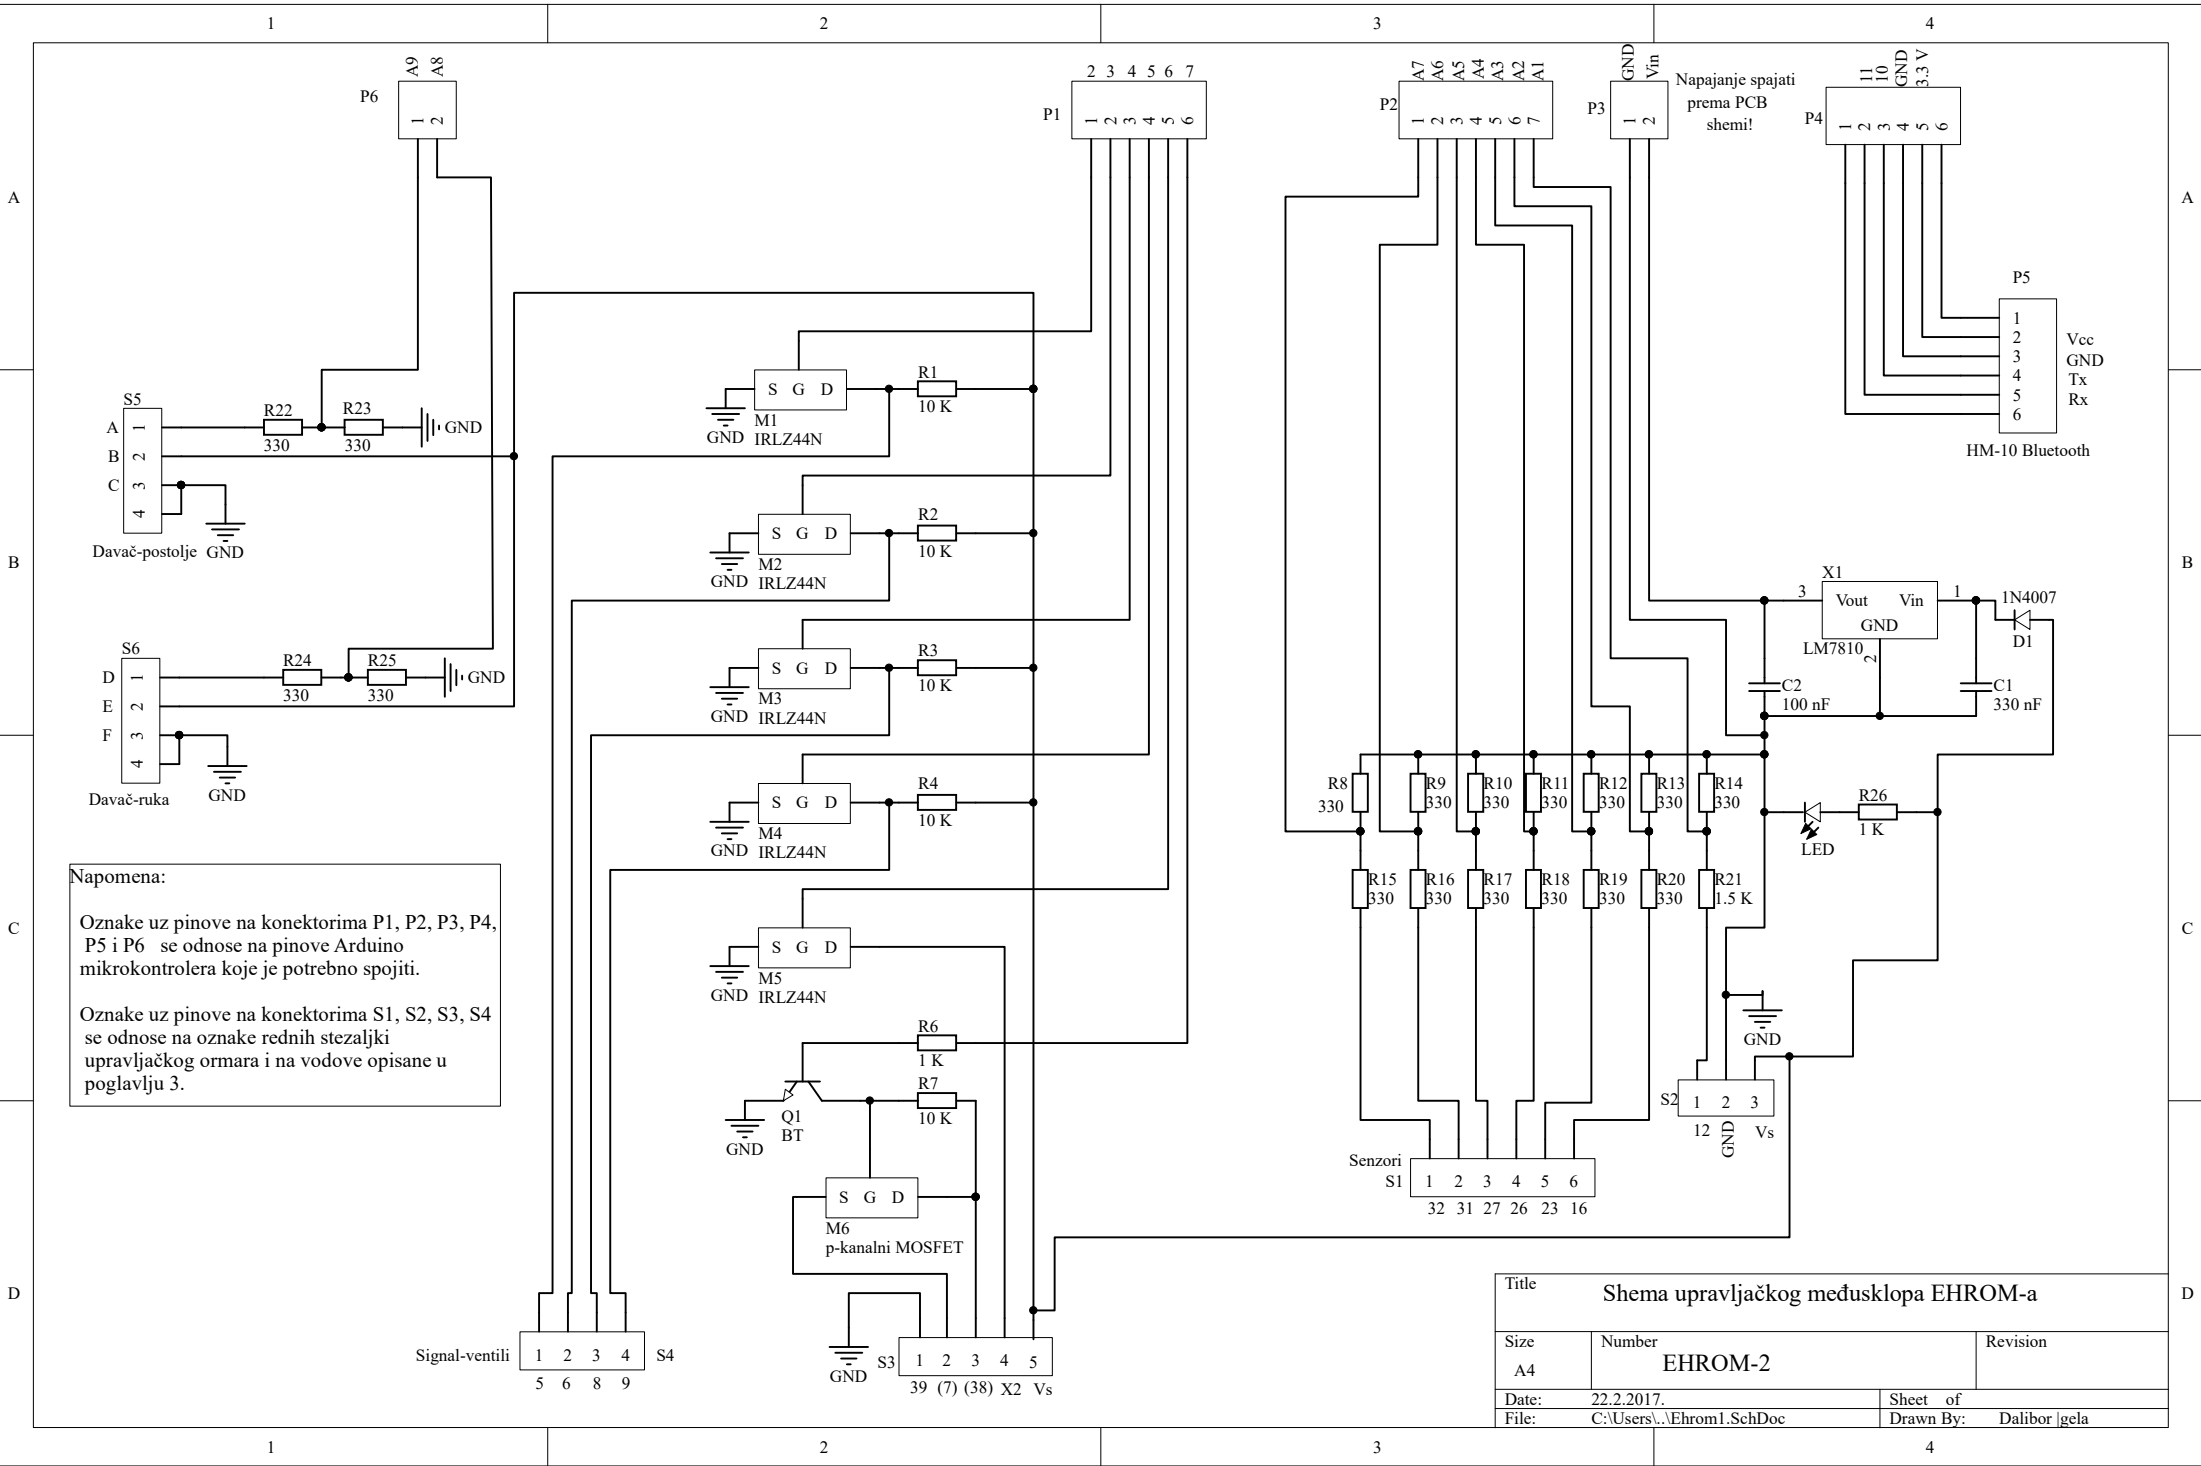 1 2 3 4
A B C D
A B C D
1 2 3 4
A9 A8
P6
1 2
2 3 4 5 6 7
P1
1 2 3 4 5 6
A7 A6 A5 A4 A3 A2 A1
P2
1 2 3 4 5 6 7
GND Vin
P3
1 2
Napajanje spajati
prema PCB
shemi!
11 10 GND 3.3 V
P4
1 2 3 4 5 6
P5
1
2 Vcc
3 GND
4 Tx
5 Rx
6
HM-10 Bluetooth
S5
A 1
B 2
C 3
4
R22
330
R23
330
GND
Davač-postolje
GND
S6
D 1
E 2
F 3
4
R24
330
R25
330
GND
Davač-ruka
GND
S G D
M1
IRLZ44N
GND
R1
10 K
S G D
M2
IRLZ44N
GND
R2
10 K
S G D
M3
IRLZ44N
GND
R3
10 K
S G D
M4
IRLZ44N
GND
R4
10 K
S G D
M5
IRLZ44N
GND
R6
1 K
R7
10 K
Q1
BT
GND
S G D
M6
p-kanalni MOSFET
X1
3 Vout Vin 1
GND
LM7810
2
1N4007
D1
C2
100 nF
C1
330 nF
R8
330
R9
330
R10
330
R11
330
R12
330
R13
330
R14
330
R15
330
R16
330
R17
330
R18
330
R19
330
R20
330
R21
1.5 K
R26
1 K
LED
GND
S2
1 2 3
12 GND Vs
Senzori
S1
1 2 3 4 5 6
32 31 27 26 23 16
Napomena:
Oznake uz pinove na konektorima P1, P2, P3, P4,
P5 i P6 se odnose na pinove Arduino
mikrokontrolera koje je potrebno spojiti.
Oznake uz pinove na konektorima S1, S2, S3, S4
se odnose na oznake rednih stezaljki
upravljačkog ormara i na vodove opisane u
poglavlju 3.
Signal-ventili
1 2 3 4
S4
5 6 8 9
GND
S3
1 2 3 4 5
39 (7) (38) X2 Vs
Title
Shema upravljačkog međusklopa EHROM-a
Size
A4
Number
EHROM-2
Revision
Date: 22.2.2017.
Sheet of
File: C:\Users\..\Ehrom1.SchDoc
Drawn By: Dalibor |gela